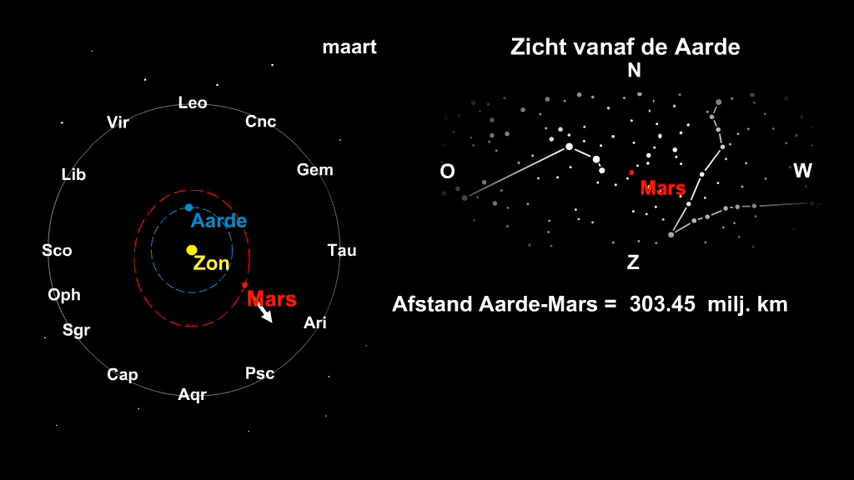 maart
Leo
Vir
Cnc
Lib
Gem
Aarde
Sco
Zon
Tau
Oph
Mars
Sgr
Ari
Cap
Psc
Aqr
Zicht vanaf de Aarde
N
O
W
Mars
Z
Afstand Aarde-Mars = 303.45 milj. km